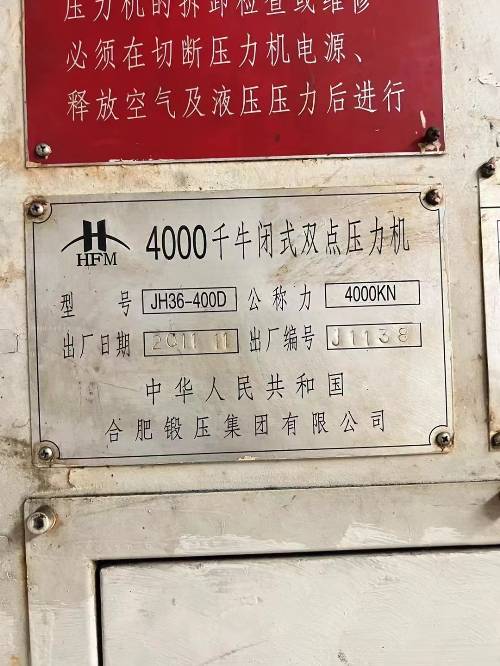 压力机的拆卸检查或维修
必须在切断压力机电源、
释放空气及液压压力后进行
HFM
4000千牛闭式双点压力机
型 号 JH36-400D 公称力 4000KN
出厂日期 2011 11 出厂编号 J1138
中华人民共和国
合肥锻压集团有限公司